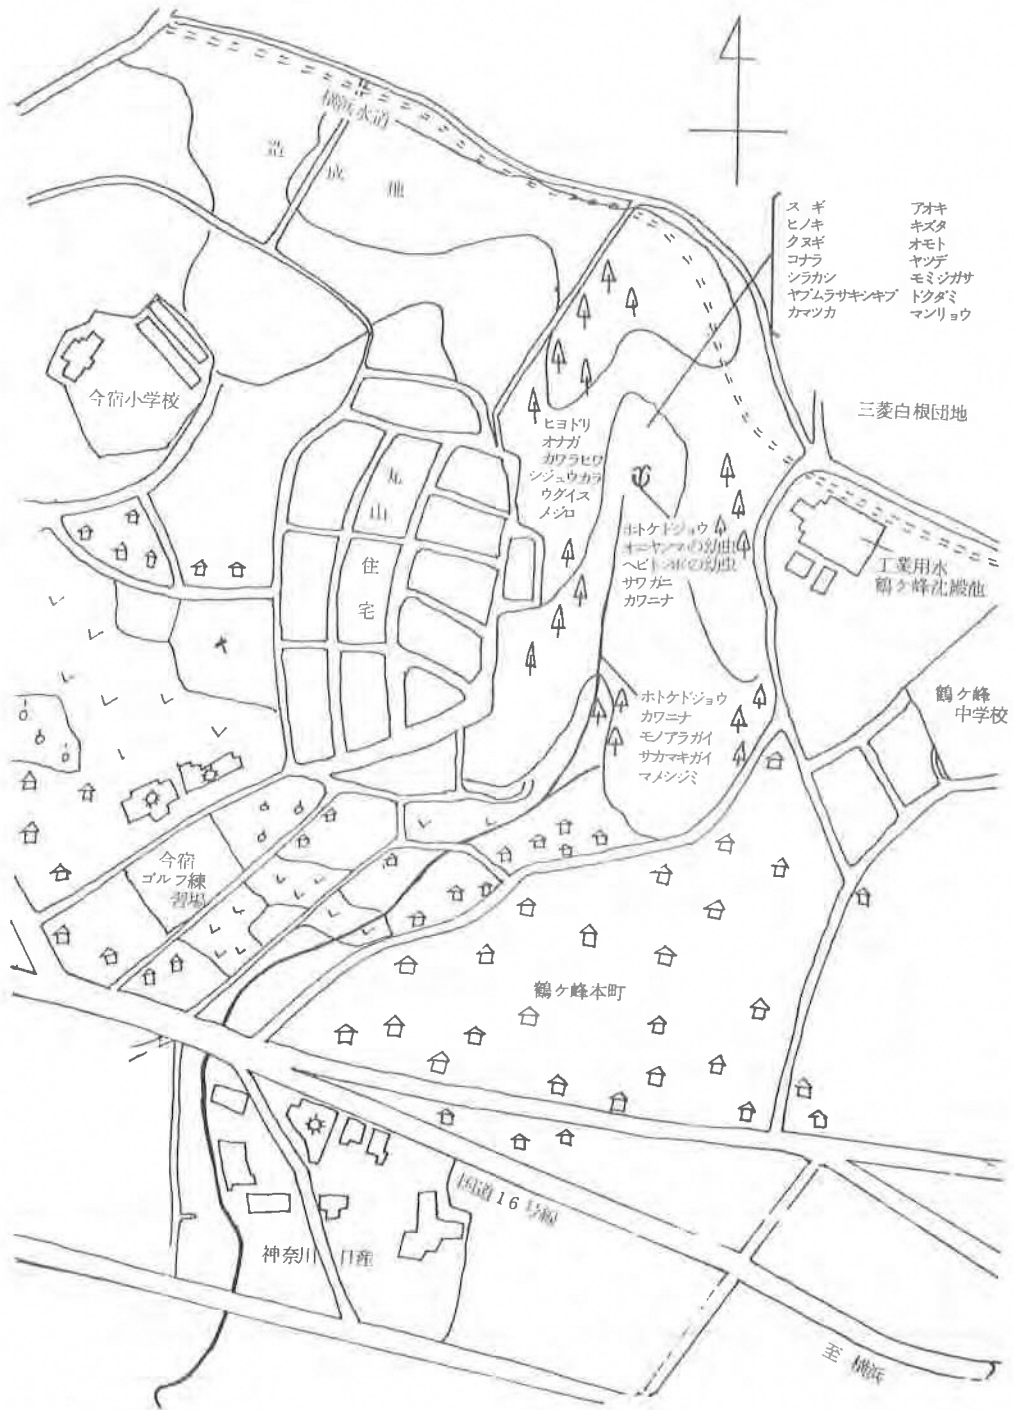 横浜水道
造成地
スギ アオキ
ヒノキ キズタ
クヌギ オモト
コナラ ヤツデ
シラカシ モミジガサ
ヤブムラサキシキブ トクダミ
カマツカ マンリョウ
今宿小学校
三菱白根団地
ヒヨドリ
オナガ
カワラヒワ
シジュウカラ
ウグイス
メジロ
丸山住宅
ホトケドジョウ
オニヤンマの幼虫
ヘビトンボの幼虫
サワガニ
カワニナ
工業用水
鶴ケ峰沈殿池
ホトケドジョウ
カワニナ
モノアラガイ
サカマキガイ
マメシジミ
鶴ケ峰
中学校
今宿
ゴルフ練
習場
鶴ケ峰本町
国道16号線
神奈川日産
至横浜